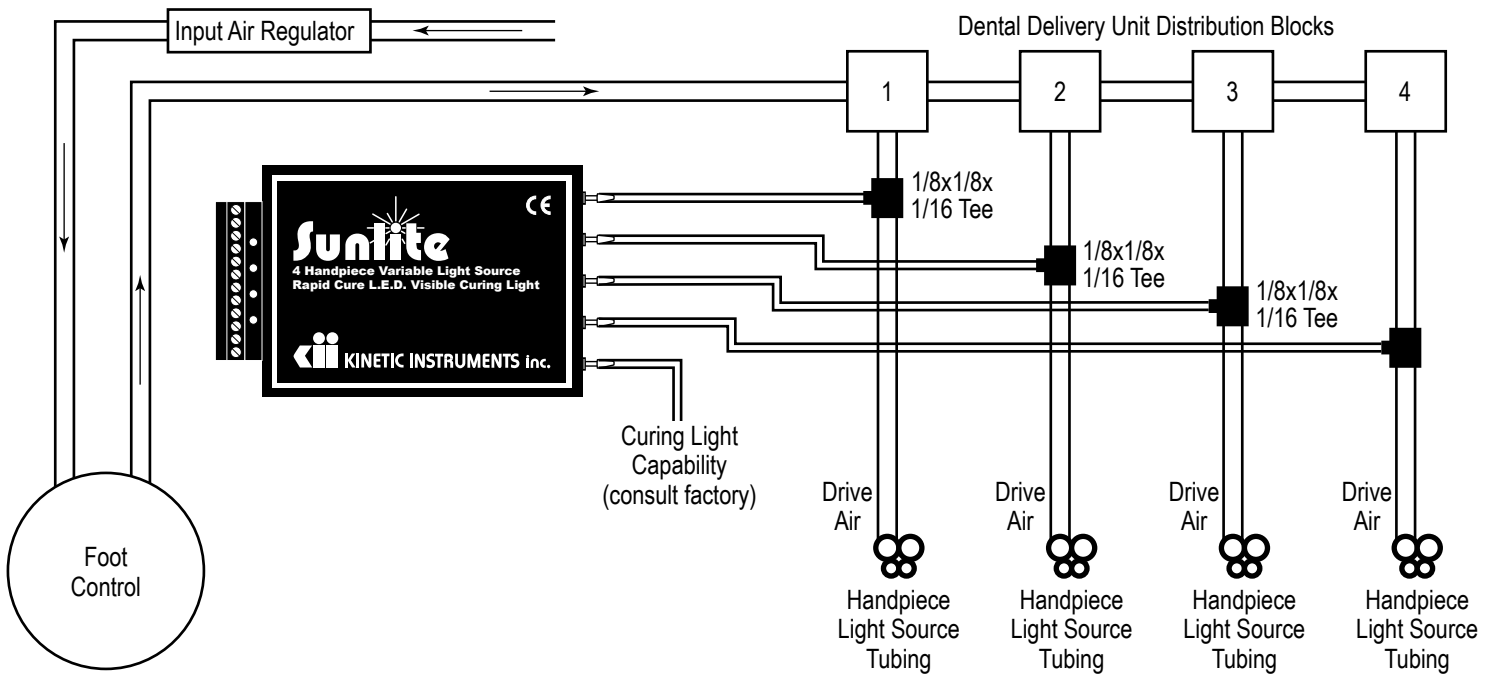 Input Air Regulator
Dental Delivery Unit Distribution Blocks
1
2
3
4
1/8x1/8x
1/16 Tee
1/8x1/8x
1/16 Tee
1/8x1/8x
1/16 Tee
CE
Sunlite
4 Handpiece Variable Light Source
Rapid Cure L.E.D. Visible Curing Light
kii KINETIC INSTRUMENTS inc.
Curing Light
Capability
(consult factory)
Foot
Control
Drive
Air
Drive
Air
Drive
Air
Drive
Air
Handpiece
Light Source
Tubing
Handpiece
Light Source
Tubing
Handpiece
Light Source
Tubing
Handpiece
Light Source
Tubing